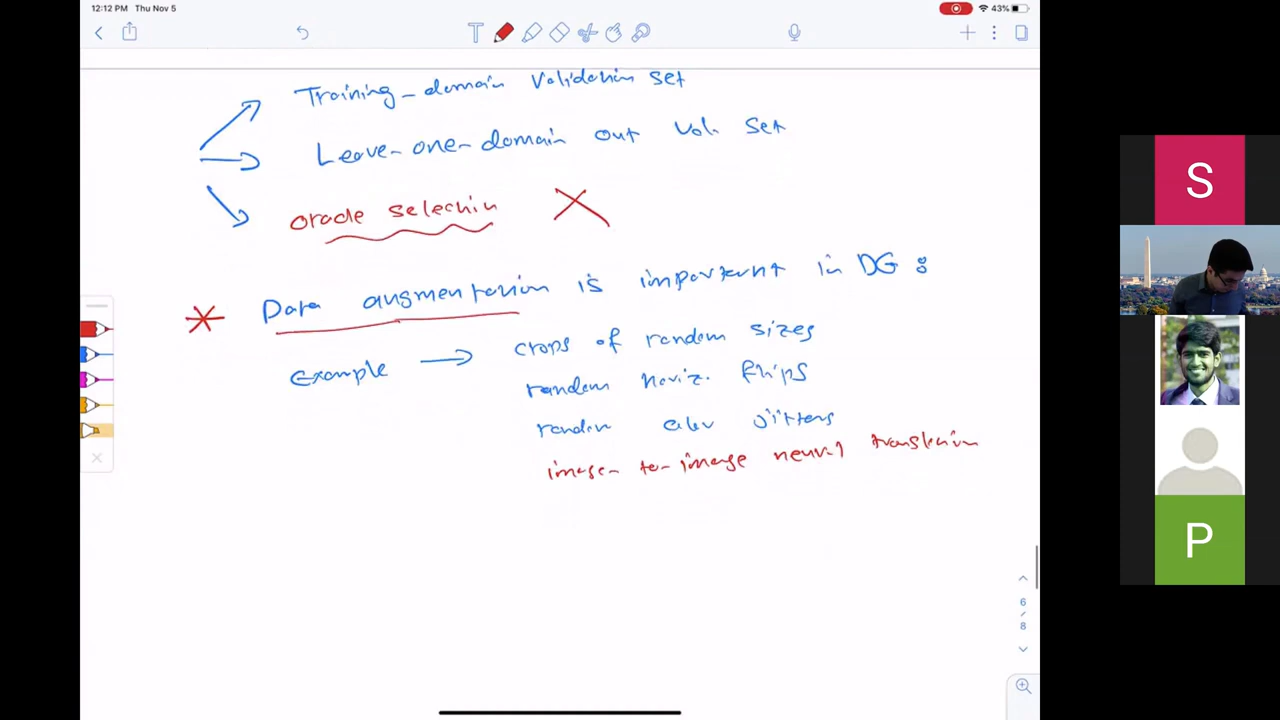 12:12 PM Thu Nov 5
43%
T
Training-domain Validation set
Leave-one-domain out Val. Set
oracle selection
Data augmentation is important in DG:
Example → crops of random sizes
random horiz. flips
random color jitters
image-to-image neural translation
6
/
8
S
P